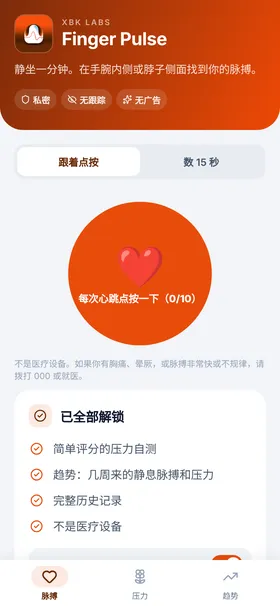 XBK LABS
Finger Pulse
静坐一分钟。在手腕内侧或脖子侧面找到你的脉搏。
私密
无跟踪
无广告
跟着点按
数 15 秒
每次心跳点按一下（0/10）
不是医疗设备。如果你有胸痛、晕厥，或脉搏非常快或不规律，请
拨打 000 或就医。
已全部解锁
简单评分的压力自测
趋势：几周来的静息脉搏和压力
完整历史记录
不是医疗设备
脉搏
压力
趋势